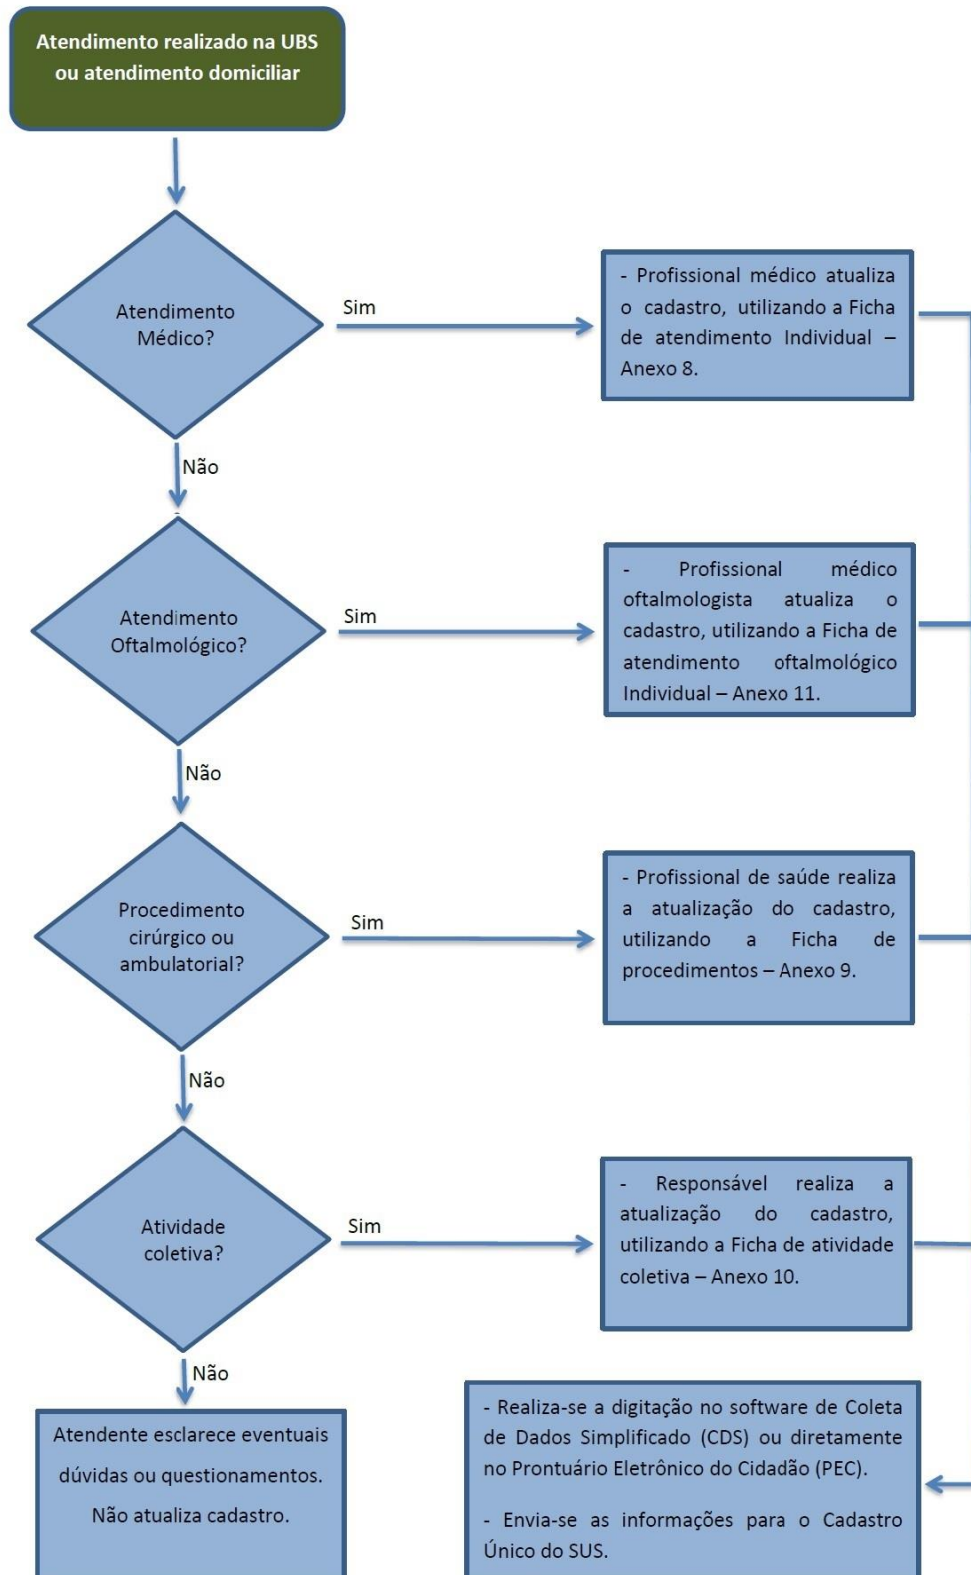 Atendimento realizado na UBS
ou atendimento domiciliar
Atendimento
Médico?
Sim
- Profissional médico atualiza
o cadastro, utilizando a Ficha
de atendimento Individual –
Anexo 8.
Não
Atendimento
Oftalmológico?
Sim
- Profissional médico
oftalmologista atualiza o
cadastro, utilizando a Ficha de
atendimento oftalmológico
Individual – Anexo 11.
Não
Procedimento
cirúrgico ou
ambulatorial?
Sim
- Profissional de saúde realiza
a atualização do cadastro,
utilizando a Ficha de
procedimentos – Anexo 9.
Não
Atividade
coletiva?
Sim
- Responsável realiza a
atualização do cadastro,
utilizando a Ficha de atividade
coletiva – Anexo 10.
Não
Atendente esclarece eventuais
dúvidas ou questionamentos.
Não atualiza cadastro.
- Realiza-se a digitação no software de Coleta
de Dados Simplificado (CDS) ou diretamente
no Prontuário Eletrônico do Cidadão (PEC).
- Envia-se as informações para o Cadastro
Único do SUS.